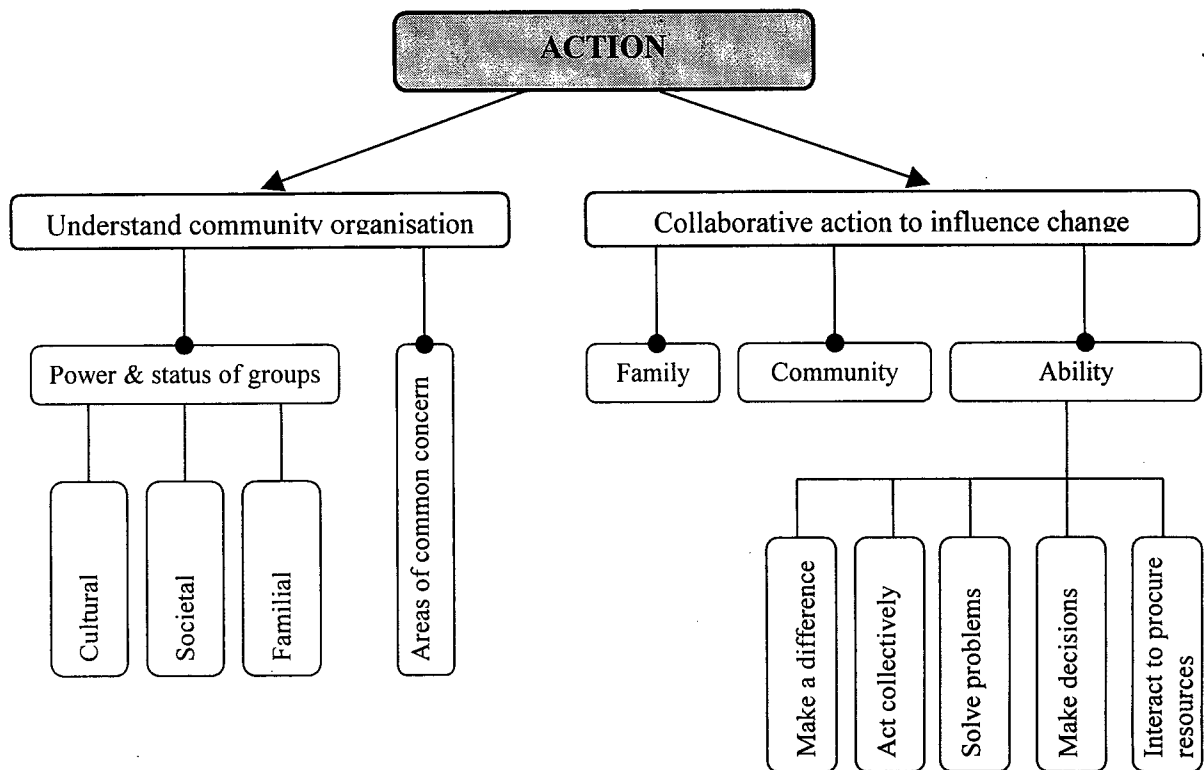 ACTION
Understand community organisation
Collaborative action to influence change
Power & status of groups
Areas of common concern
Family
Community
Ability
Cultural
Societal
Familial
Make a difference
Act collectively
Solve problems
Make decisions
Interact to procure
resources